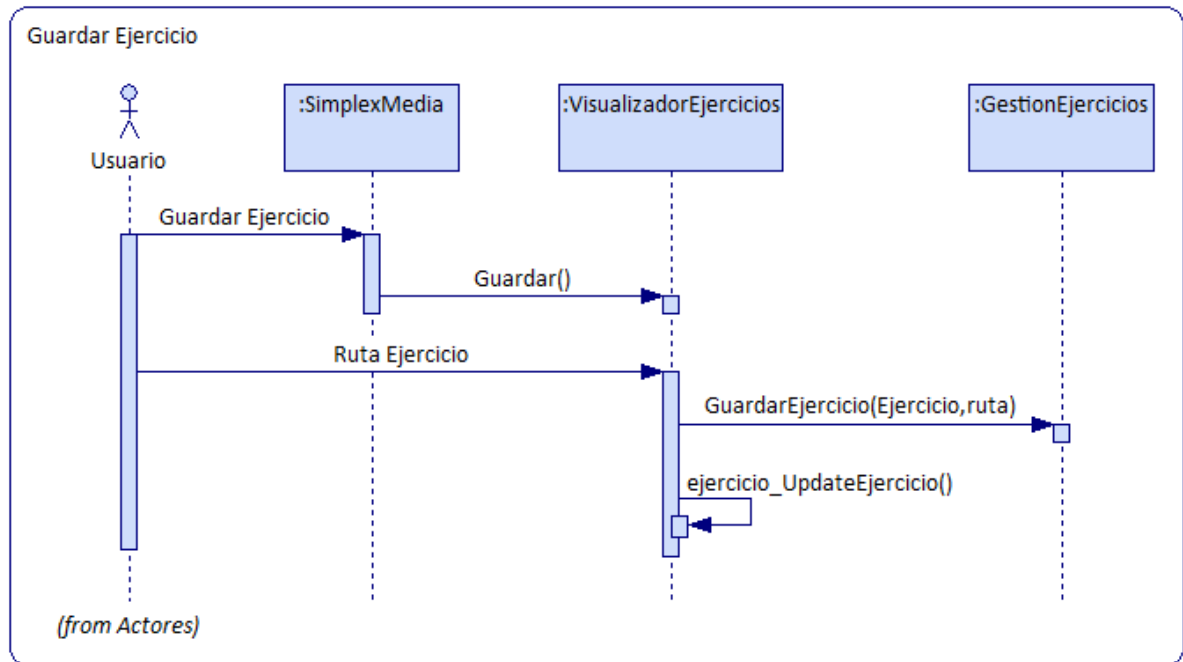 Guardar Ejercicio
:SimplexMedia
:VisualizadorEjercicios
:GestionEjercicios
Usuario
Guardar Ejercicio
Guardar()
Ruta Ejercicio
GuardarEjercicio(Ejercicio,ruta)
ejercicio_UpdateEjercicio()
(from Actores)